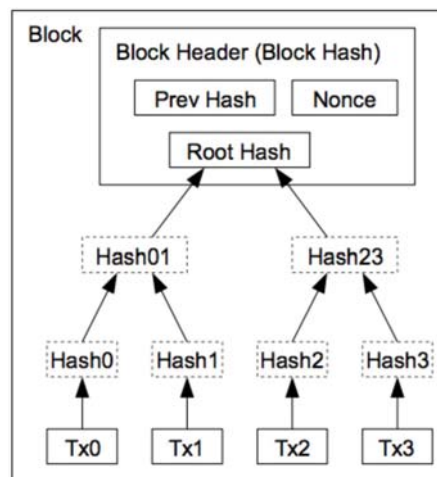 Block
Block Header (Block Hash)
Prev Hash Nonce
Root Hash
Hash01 Hash23
Hash0 Hash1 Hash2 Hash3
Tx0 Tx1 Tx2 Tx3